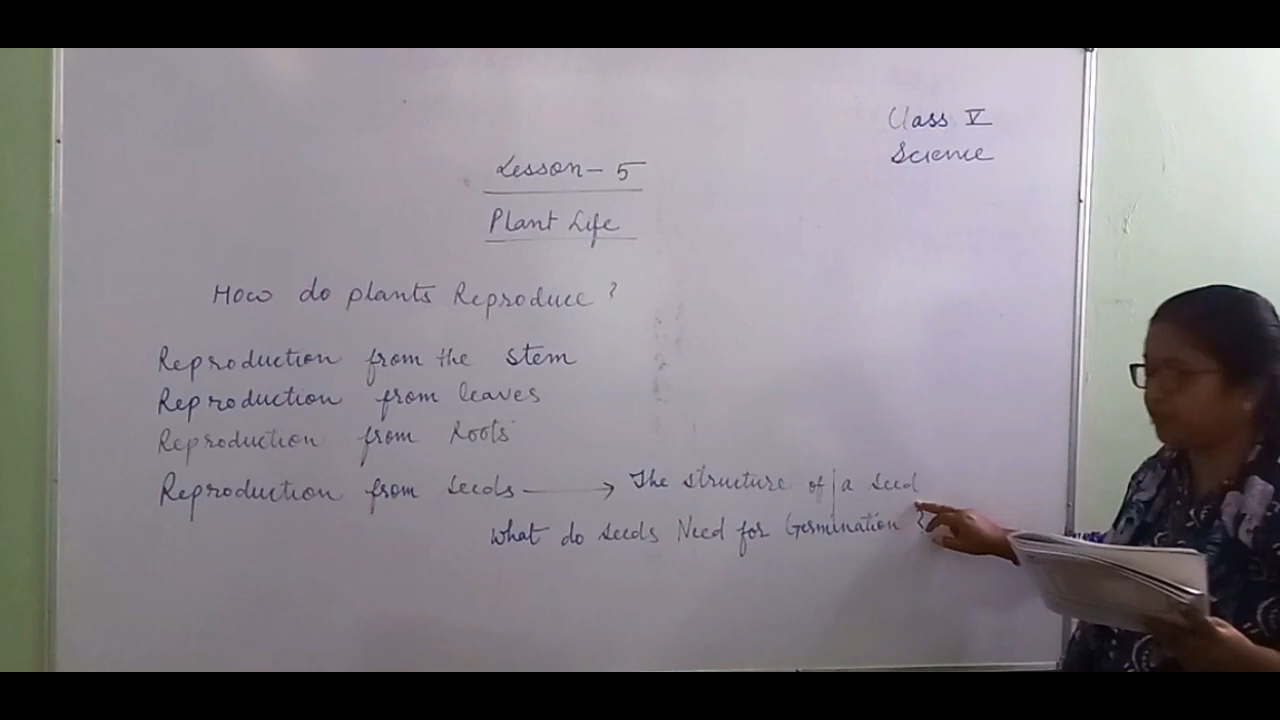 Class V
Science
Lesson - 5
Plant Life
How do plants Reproduce ?
Reproduction from the stem
Reproduction from leaves
Reproduction from Roots
Reproduction from seeds → The structure of a seed
What do seeds Need for Germination ?